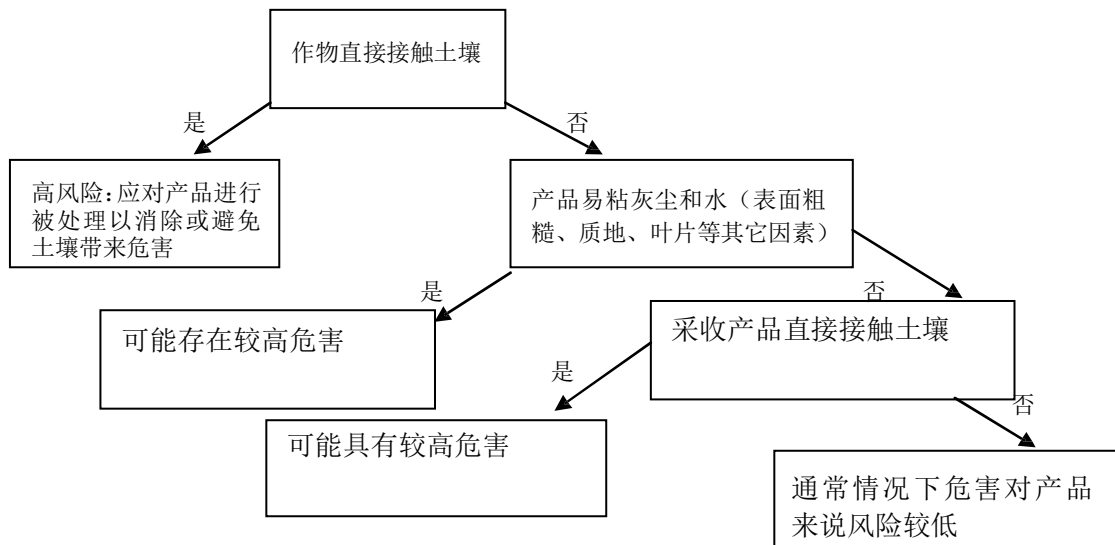 作物直接接触土壤
是
否
高风险：应对产品进行
被处理以消除或避免
土壤带来危害
产品易粘灰尘和水（表面粗
糙、质地、叶片等其它因素）
是
否
可能存在较高危害
采收产品直接接触土壤
是
否
可能具有较高危害
通常情况下危害对产品
来说风险较低